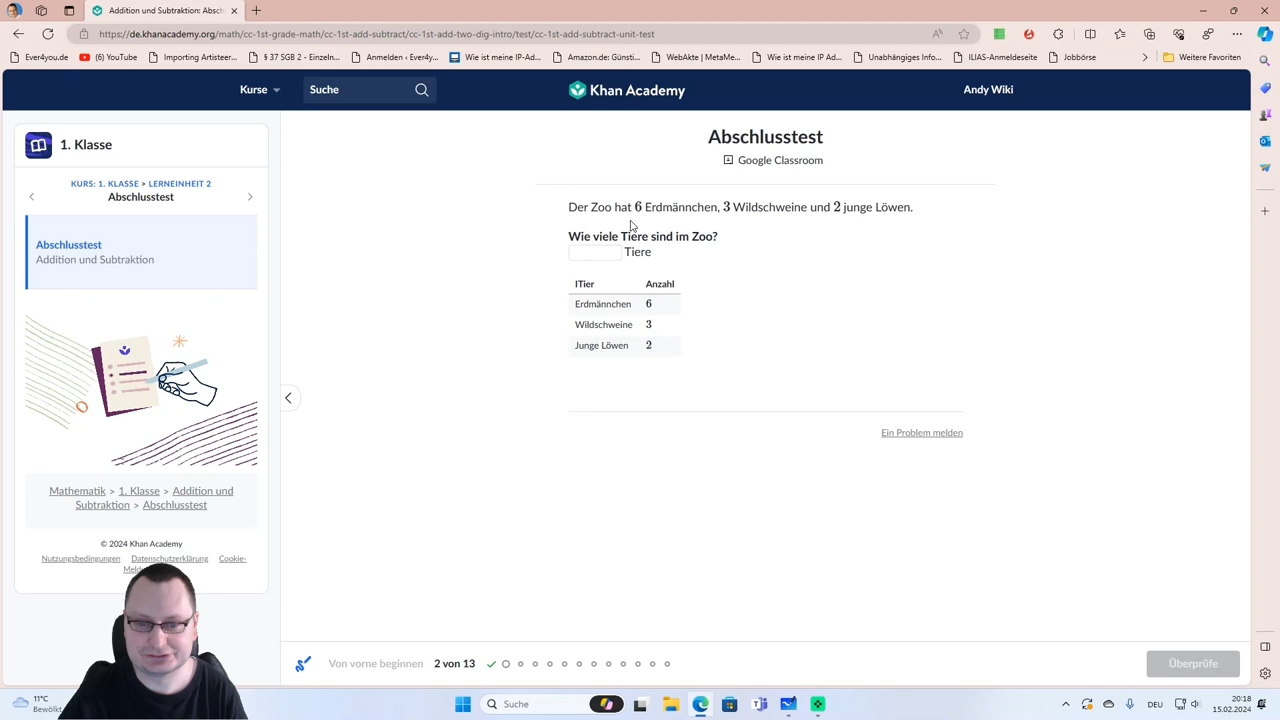 Addition und Subtraktion: Absch
https://de.khanacademy.org/math/cc-1st-grade-math/cc-1st-add-subtract/cc-1st-add-two-dig-intro/test/cc-1st-add-subtract-unit-test
Ever4you.de
(6) YouTube
Importing Artisteer...
§ 37 SGB 2 - Einzeln...
Anmelden ‹ Every4...
Wie ist meine IP-Ad...
Amazon.de: Günsti...
WebAkte | MetaMe...
Wie ist meine IP Ad...
Unabhängiges Info...
ILIAS-Anmeldeseite
Jobbörse
Weitere Favoriten
Kurse
Suche
Khan Academy
Andy Wiki
1. Klasse
KURS: 1. KLASSE > LERNEINHEIT 2
Abschlusstest
Abschlusstest
Addition und Subtraktion
Mathematik > 1. Klasse > Addition und
Subtraktion > Abschlusstest
© 2024 Khan Academy
Nutzungsbedingungen Datenschutzerklärung Cookie-
Abschlusstest
Google Classroom
Der Zoo hat 6 Erdmännchen, 3 Wildschweine und 2 junge Löwen.
Wie viele Tiere sind im Zoo?
Tiere
ITier Anzahl
Erdmännchen 6
Wildschweine 3
Junge Löwen 2
Ein Problem melden
Von vorne beginnen 2 von 13
Überprüfe
11°C
Bewölkt
Suche
DEU
20:18
15.02.2024